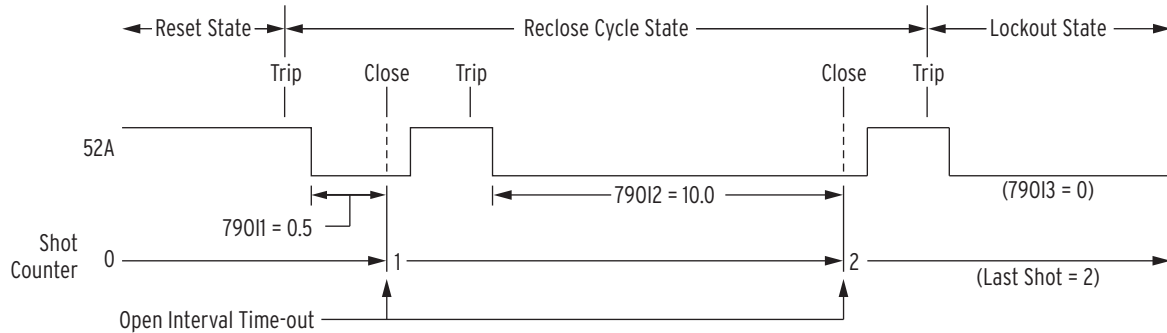 Reset State
Reclose Cycle State
Lockout State
Trip
Close
Trip
Close
Trip
52A
79OI1 = 0.5
79OI2 = 10.0
(79OI3 = 0)
Shot
Counter
0
1
2
(Last Shot = 2)
Open Interval Time-out